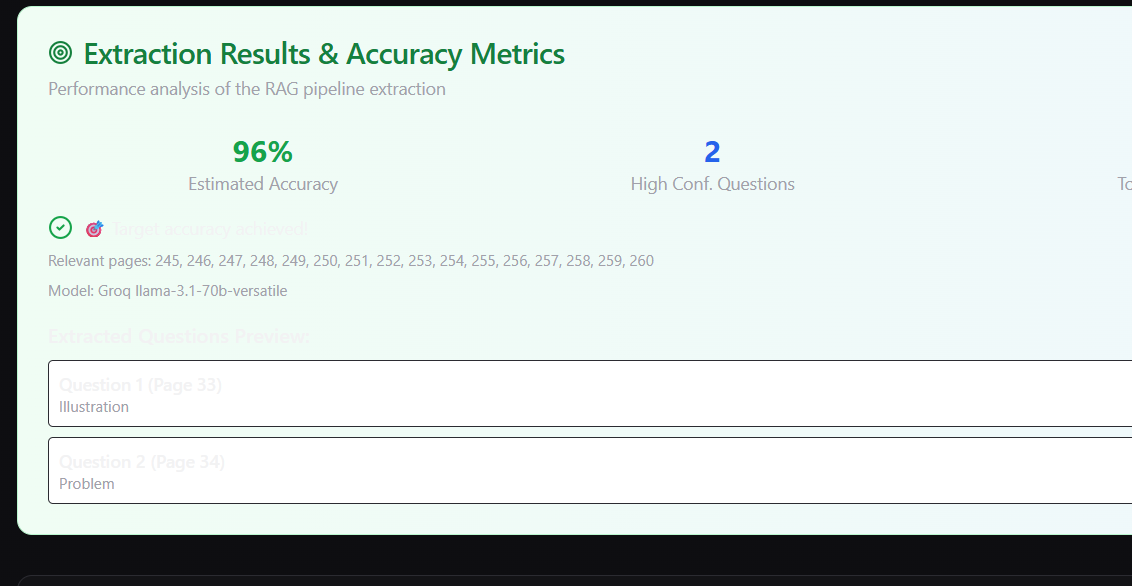 Extraction Results & Accuracy Metrics
Performance analysis of the RAG pipeline extraction
96%
Estimated Accuracy
2
High Conf. Questions
To
Target accuracy achieved!
Relevant pages: 245, 246, 247, 248, 249, 250, 251, 252, 253, 254, 255, 256, 257, 258, 259, 260
Model: Groq llama-3.1-70b-versatile
Extracted Questions Preview:
Question 1 (Page 33)
Illustration
Question 2 (Page 34)
Problem